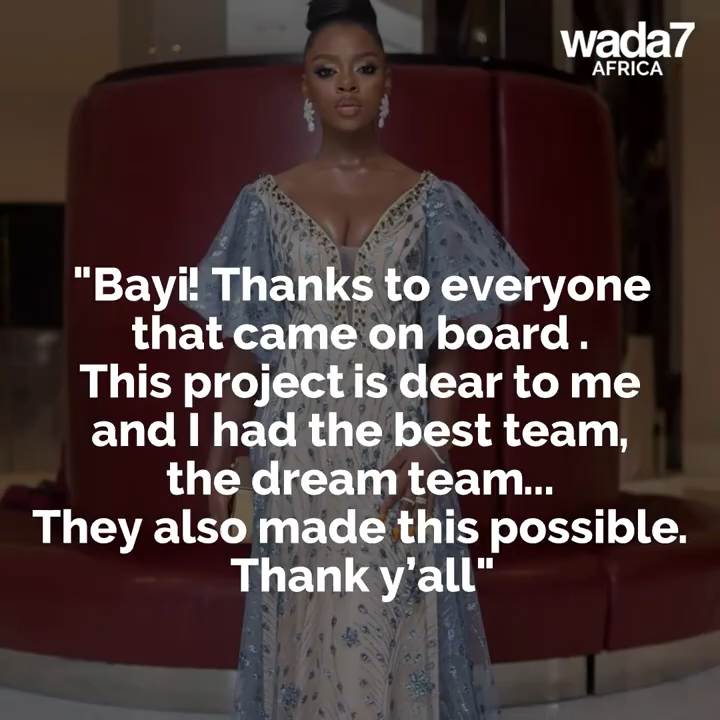 wada7
AFRICA
"Bayi! Thanks to everyone
that came on board .
This project is dear to me
and I had the best team,
the dream team...
They also made this possible.
Thank y’all"